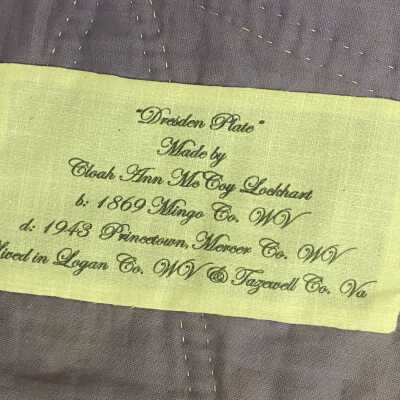 "Dresden Plate"
Made by
Cloah Ann McCoy Lockhart
b: 1869 Mingo Co. WV
d: 1943 Princetown, Mercer Co. WV
Lived in Logan Co. WV & Tazewell Co. Va